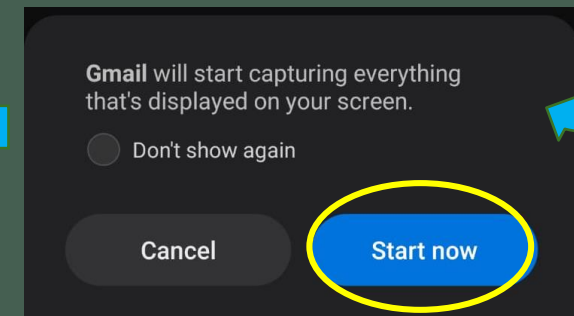 Gmail will start capturing everything
that's displayed on your screen.
Don't show again
Cancel
Start now